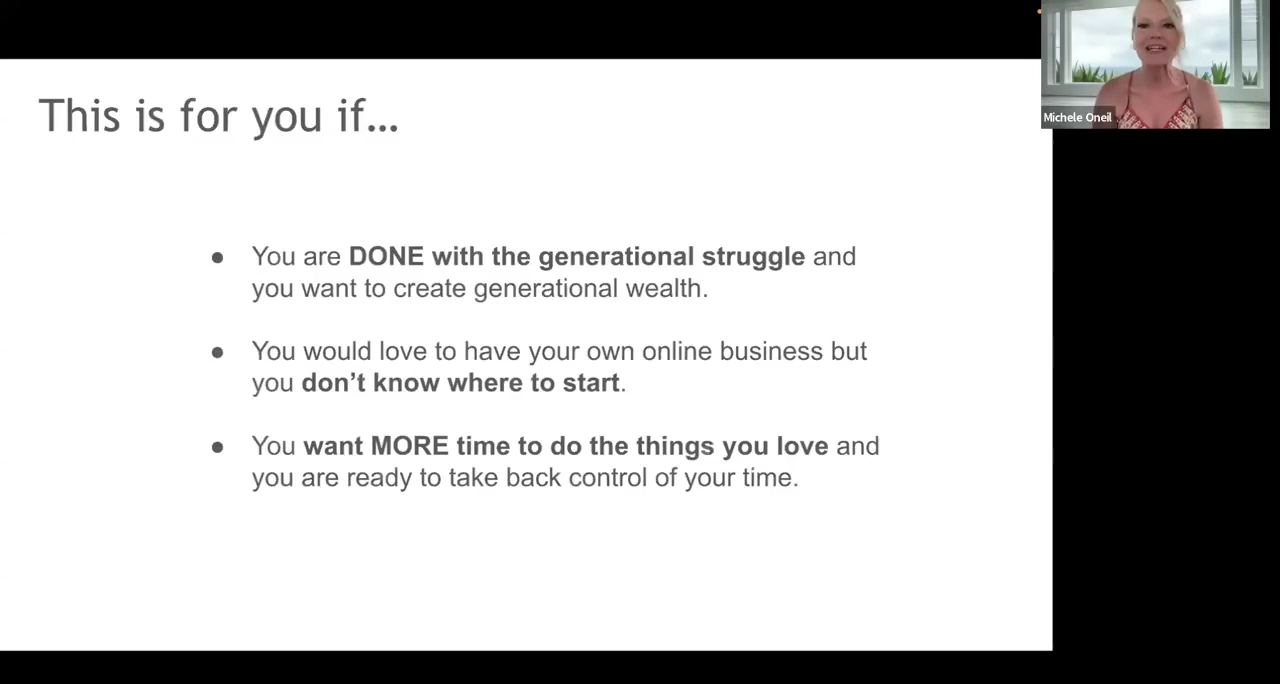 This is for you if...
Michele Oneil
● You are DONE with the generational struggle and
you want to create generational wealth.
● You would love to have your own online business but
you don’t know where to start.
● You want MORE time to do the things you love and
you are ready to take back control of your time.